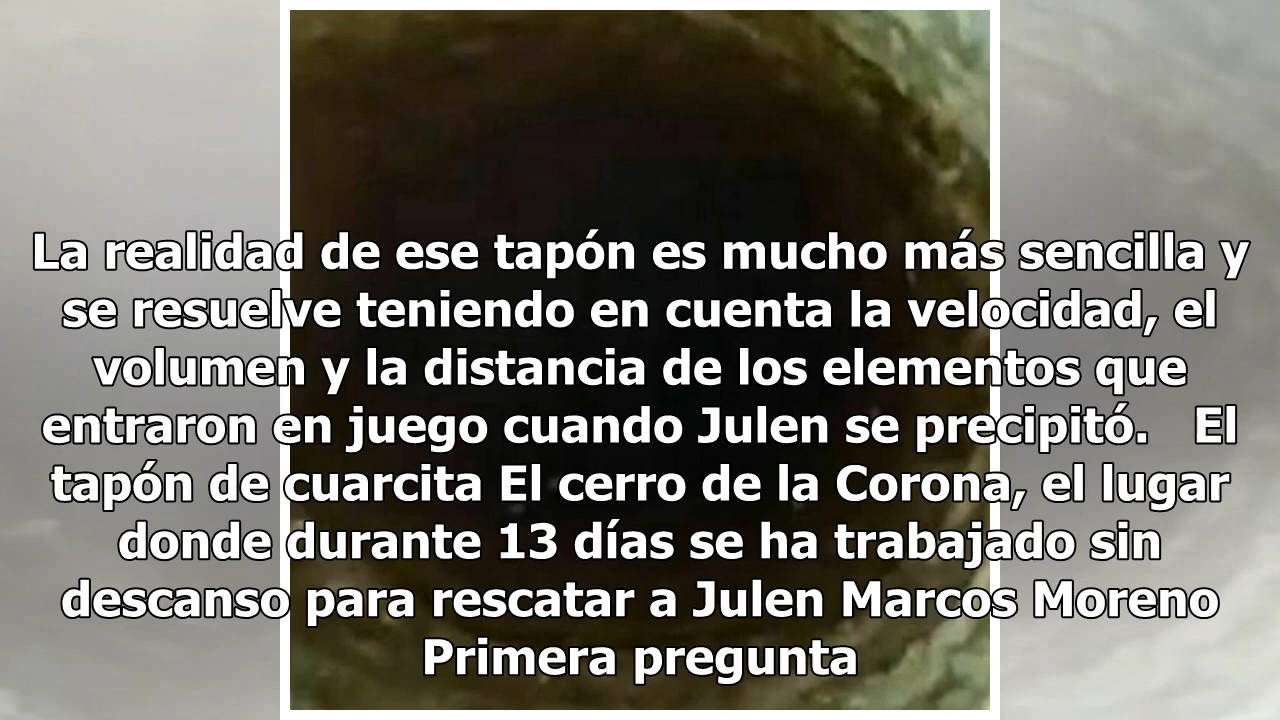 La realidad de ese tapón es mucho más sencilla y
se resuelve teniendo en cuenta la velocidad, el
volumen y la distancia de los elementos que
entraron en juego cuando Julen se precipitó.   El
tapón de cuarcita El cerro de la Corona, el lugar
donde durante 13 días se ha trabajado sin
descanso para rescatar a Julen Marcos Moreno
Primera pregunta